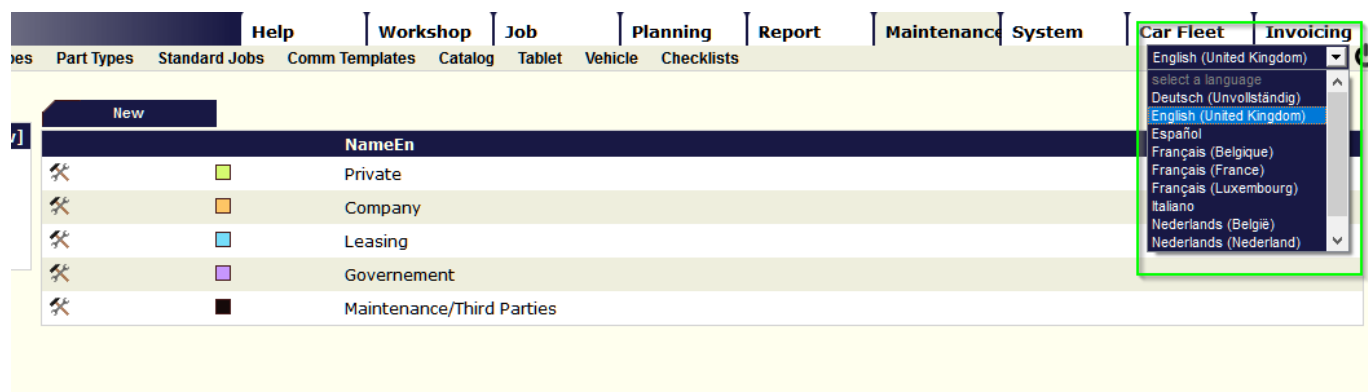 Help Workshop Job Planning Report Maintenance System Car Fleet Invoicing
Part Types Standard Jobs Comm Templates Catalog Tablet Vehicle Checklists English (United Kingdom)
select a language
Deutsch (Unvollständig)
English (United Kingdom)
Español
Français (Belgique)
Français (France)
Français (Luxembourg)
Italiano
Nederlands (België)
Nederlands (Nederland)
New
NameEn
Private
Company
Leasing
Governement
Maintenance/Third Parties